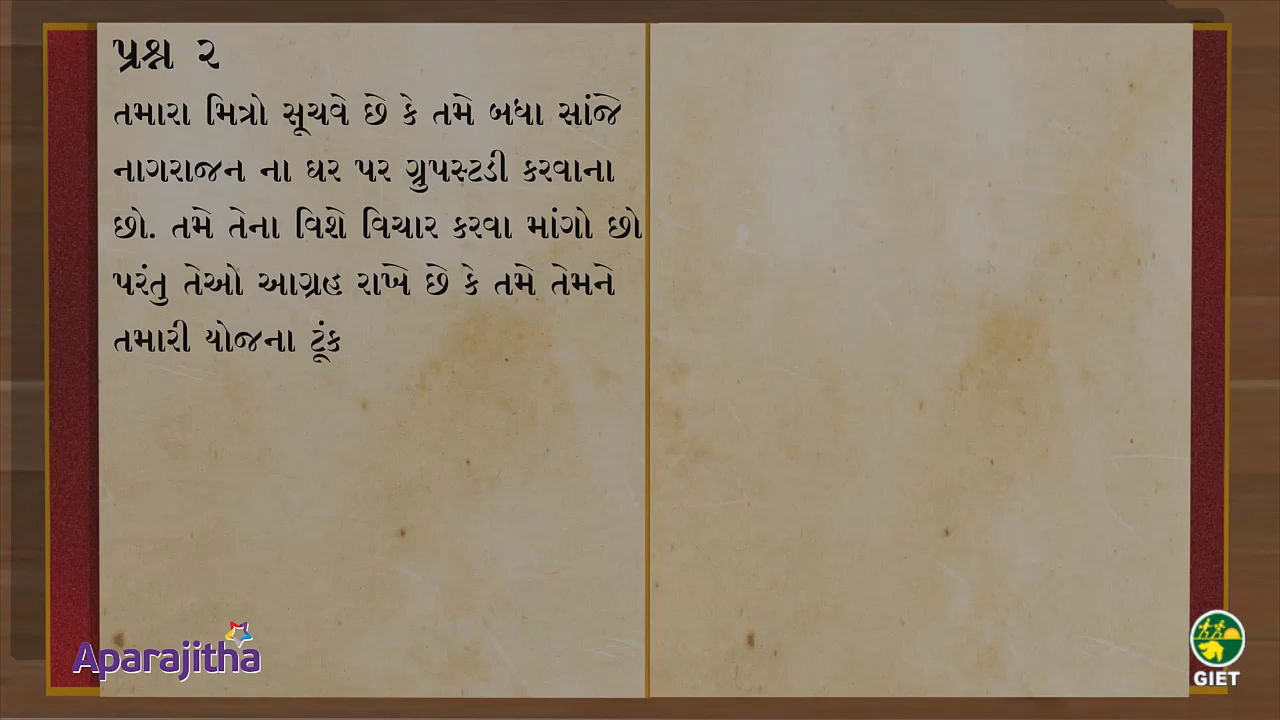 પ્રશ્ન ૨
તમારા મિત્રો સૂચવે છે કે તમે બધા સાંજે
નાગરાજન ના ઘર પર ગ્રુપસ્ટડી કરવાના
છો. તમે તેના વિશે વિચાર કરવા માંગો છો
પરંતુ તેઓ આગ્રહ રાખે છે કે તમે તેમને
તમારી યોજના ટૂંક
Aparajitha
GIET